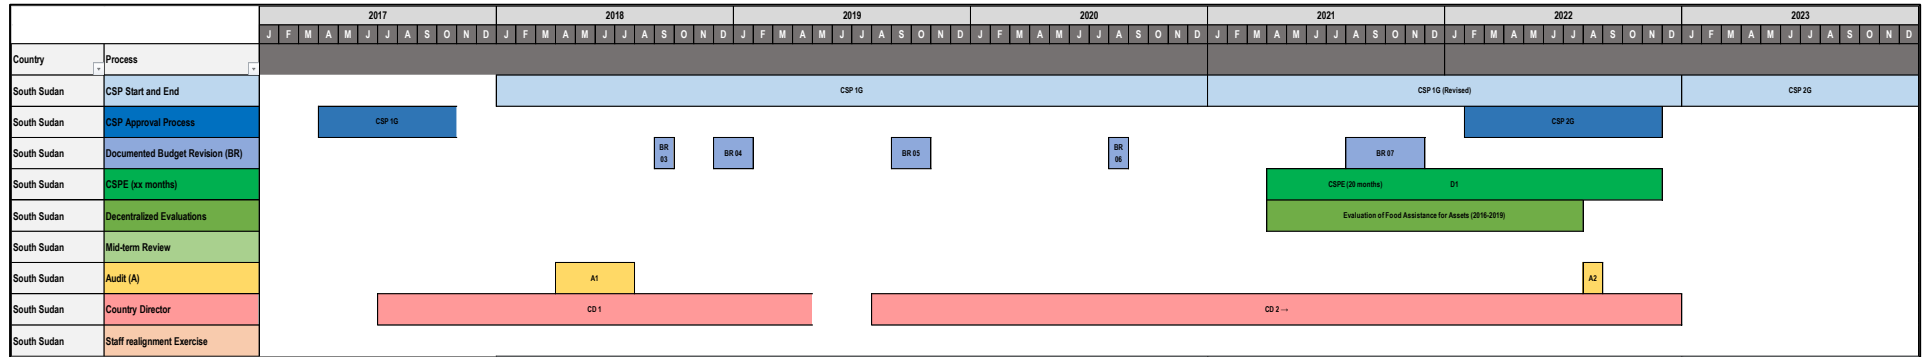 2017 2018 2019 2020 2021 2022 2023
J F M A M J J A S O N D J F M A M J J A S O N D J F M A M J J A S O N D J F M A M J J A S O N D J F M A M J J A S O N D J F M A M J J A S O N D J F M A M J J A S O N D
Country Process
South Sudan CSP Start and End CSP 1G CSP 1G (Revised) CSP 2G
South Sudan CSP Approval Process CSP 1G CSP 2G
South Sudan Documented Budget Revision (BR) BR 03 BR 04 BR 05 BR 06 BR 07
South Sudan CSPE (xx months) CSPE (20 months) D1
South Sudan Decentralized Evaluations Evaluation of Food Assistance for Assets (2016-2019)
South Sudan Mid-term Review
South Sudan Audit (A) A1 A2
South Sudan Country Director CD 1 CD 2 →
South Sudan Staff realignment Exercise